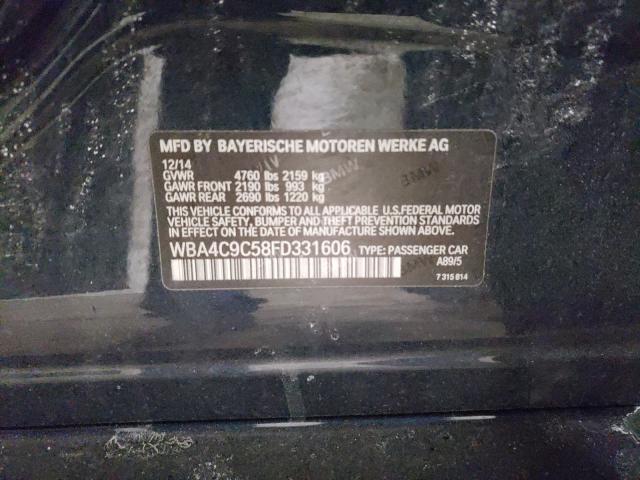 MFD BY BAYERISCHE MOTOREN WERKE AG
12/14
GVWR 4760 lbs 2159 kg
GAWR FRONT 2190 lbs 993 kg
GAWR REAR 2690 lbs 1220 kg
THIS VEHICLE CONFORMS TO ALL APPLICABLE U.S.FEDERAL MOTOR
VEHICLE SAFETY, BUMPER AND THEFT PREVENTION STANDARDS
IN EFFECT ON THE DATE OF MANUFACTURE SHOWN ABOVE.
WBA4C9C58FD331606 TYPE: PASSENGER CAR
A89/5
7 315 814